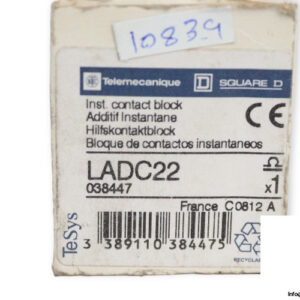 10839
Telemecanique SQUARE D
Inst. contact block
Additif Instantane
Hilfskontaktblock
Bloque de contactos instantaneos
CE
LADC22
038447
x1
France C0812 A
TeSys
3 389110 384475